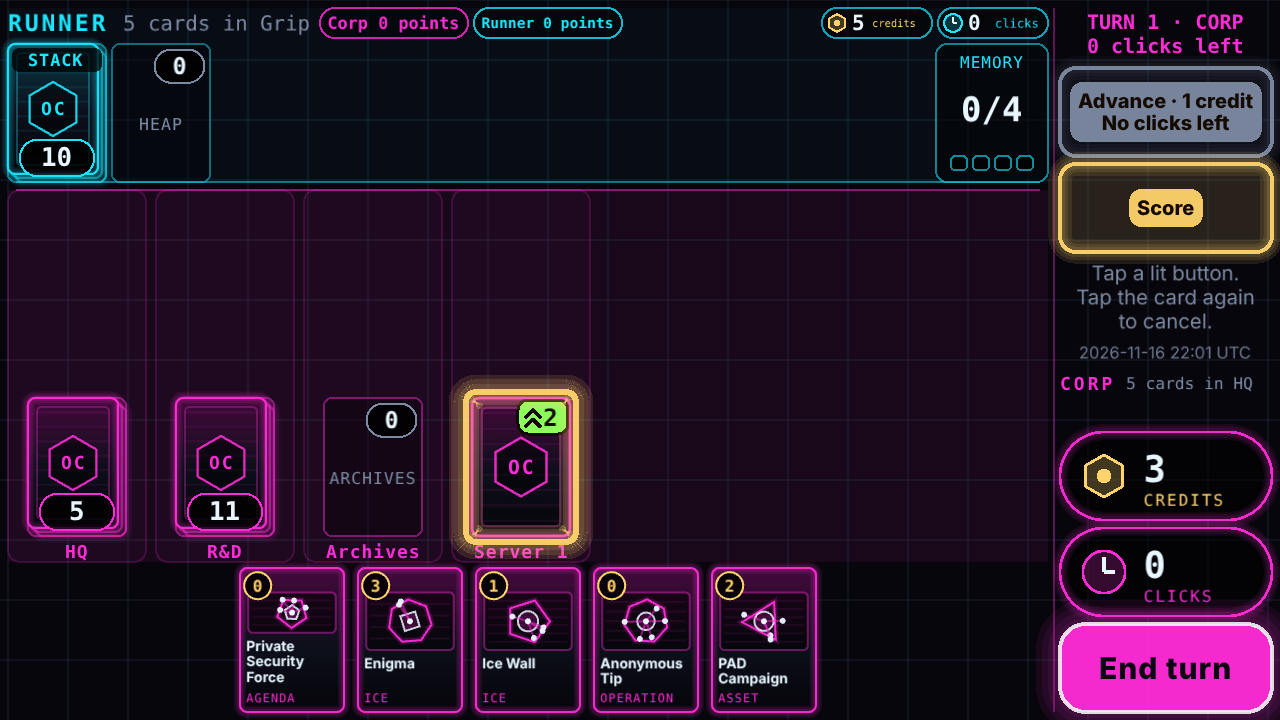 RUNNER 5 cards in Grip Corp 0 points Runner 0 points 5 credits 0 clicks
STACK
OC
10
0
HEAP
MEMORY
0/4
TURN 1 · CORP
0 clicks left
Advance · 1 credit
No clicks left
Score
Tap a lit button.
Tap the card again
to cancel.
2026-11-16 22:01 UTC
CORP 5 cards in HQ
OC
5
HQ
OC
11
R&D
0
ARCHIVES
Archives
2
OC
Server 1
3
CREDITS
0
CLICKS
End turn
0
Private
Security
Force
AGENDA
3
Enigma
ICE
1
Ice Wall
ICE
0
Anonymous
Tip
OPERATION
2
PAD
Campaign
ASSET